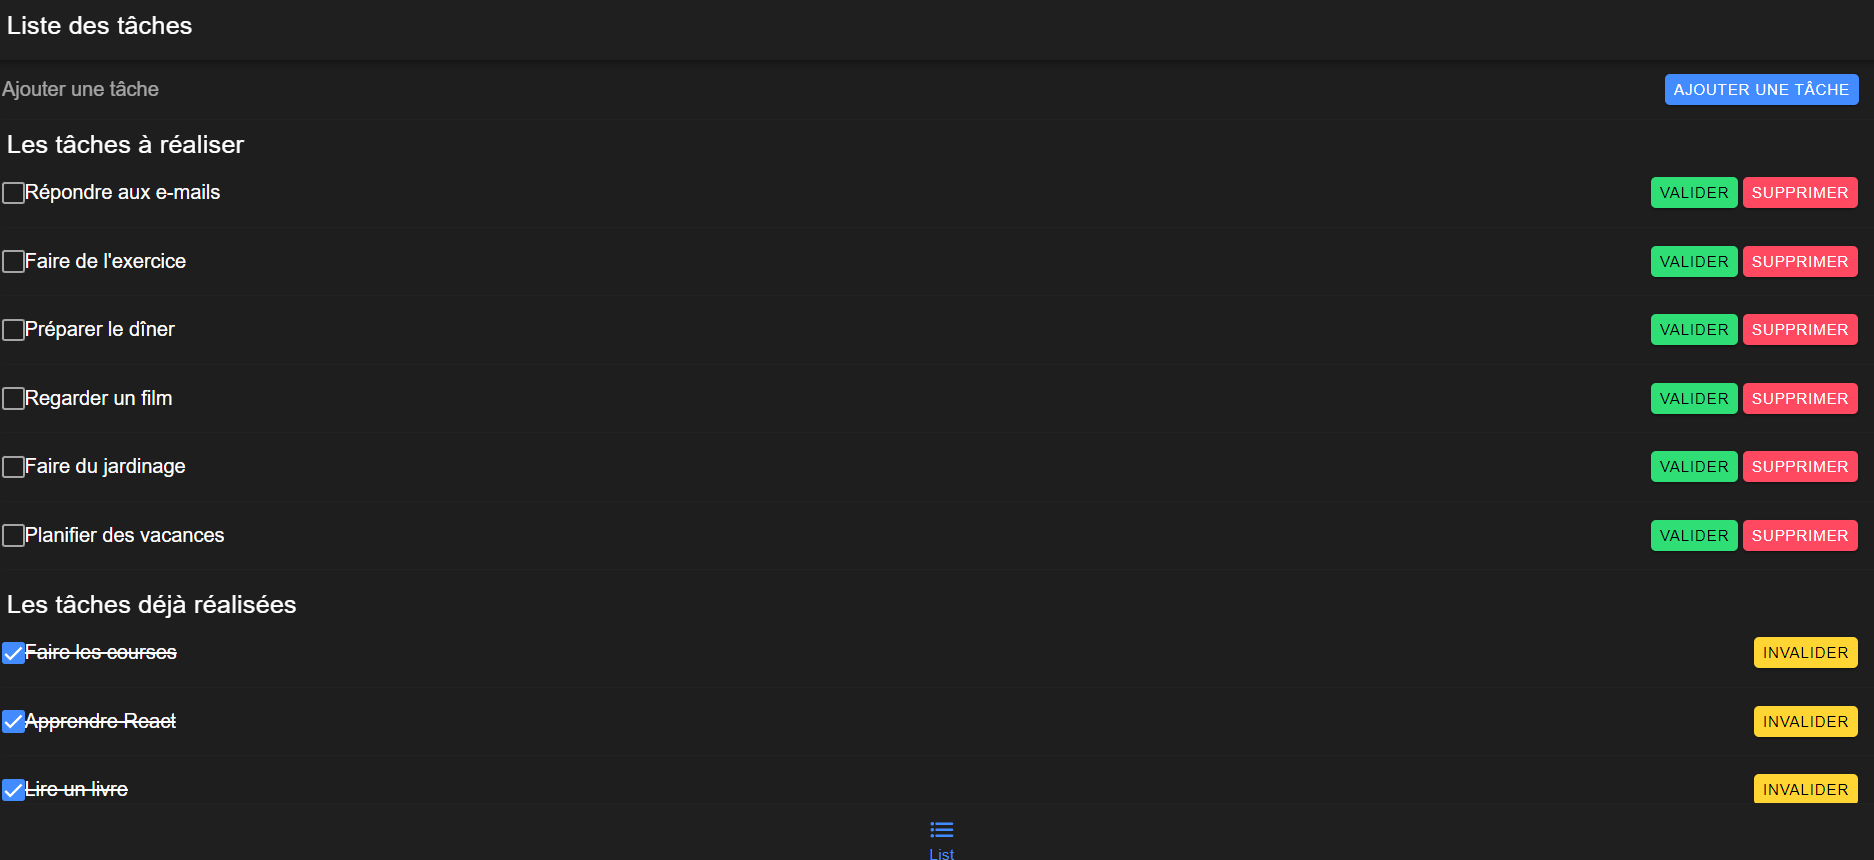 Liste des tâches
Ajouter une tâche AJOUTER UNE TÂCHE
Les tâches à réaliser
Répondre aux e-mails VALIDER SUPPRIMER
Faire de l'exercice VALIDER SUPPRIMER
Préparer le dîner VALIDER SUPPRIMER
Regarder un film VALIDER SUPPRIMER
Faire du jardinage VALIDER SUPPRIMER
Planifier des vacances VALIDER SUPPRIMER
Les tâches déjà réalisées
Faire les courses INVALIDER
Apprendre React INVALIDER
Lire un livre INVALIDER
List